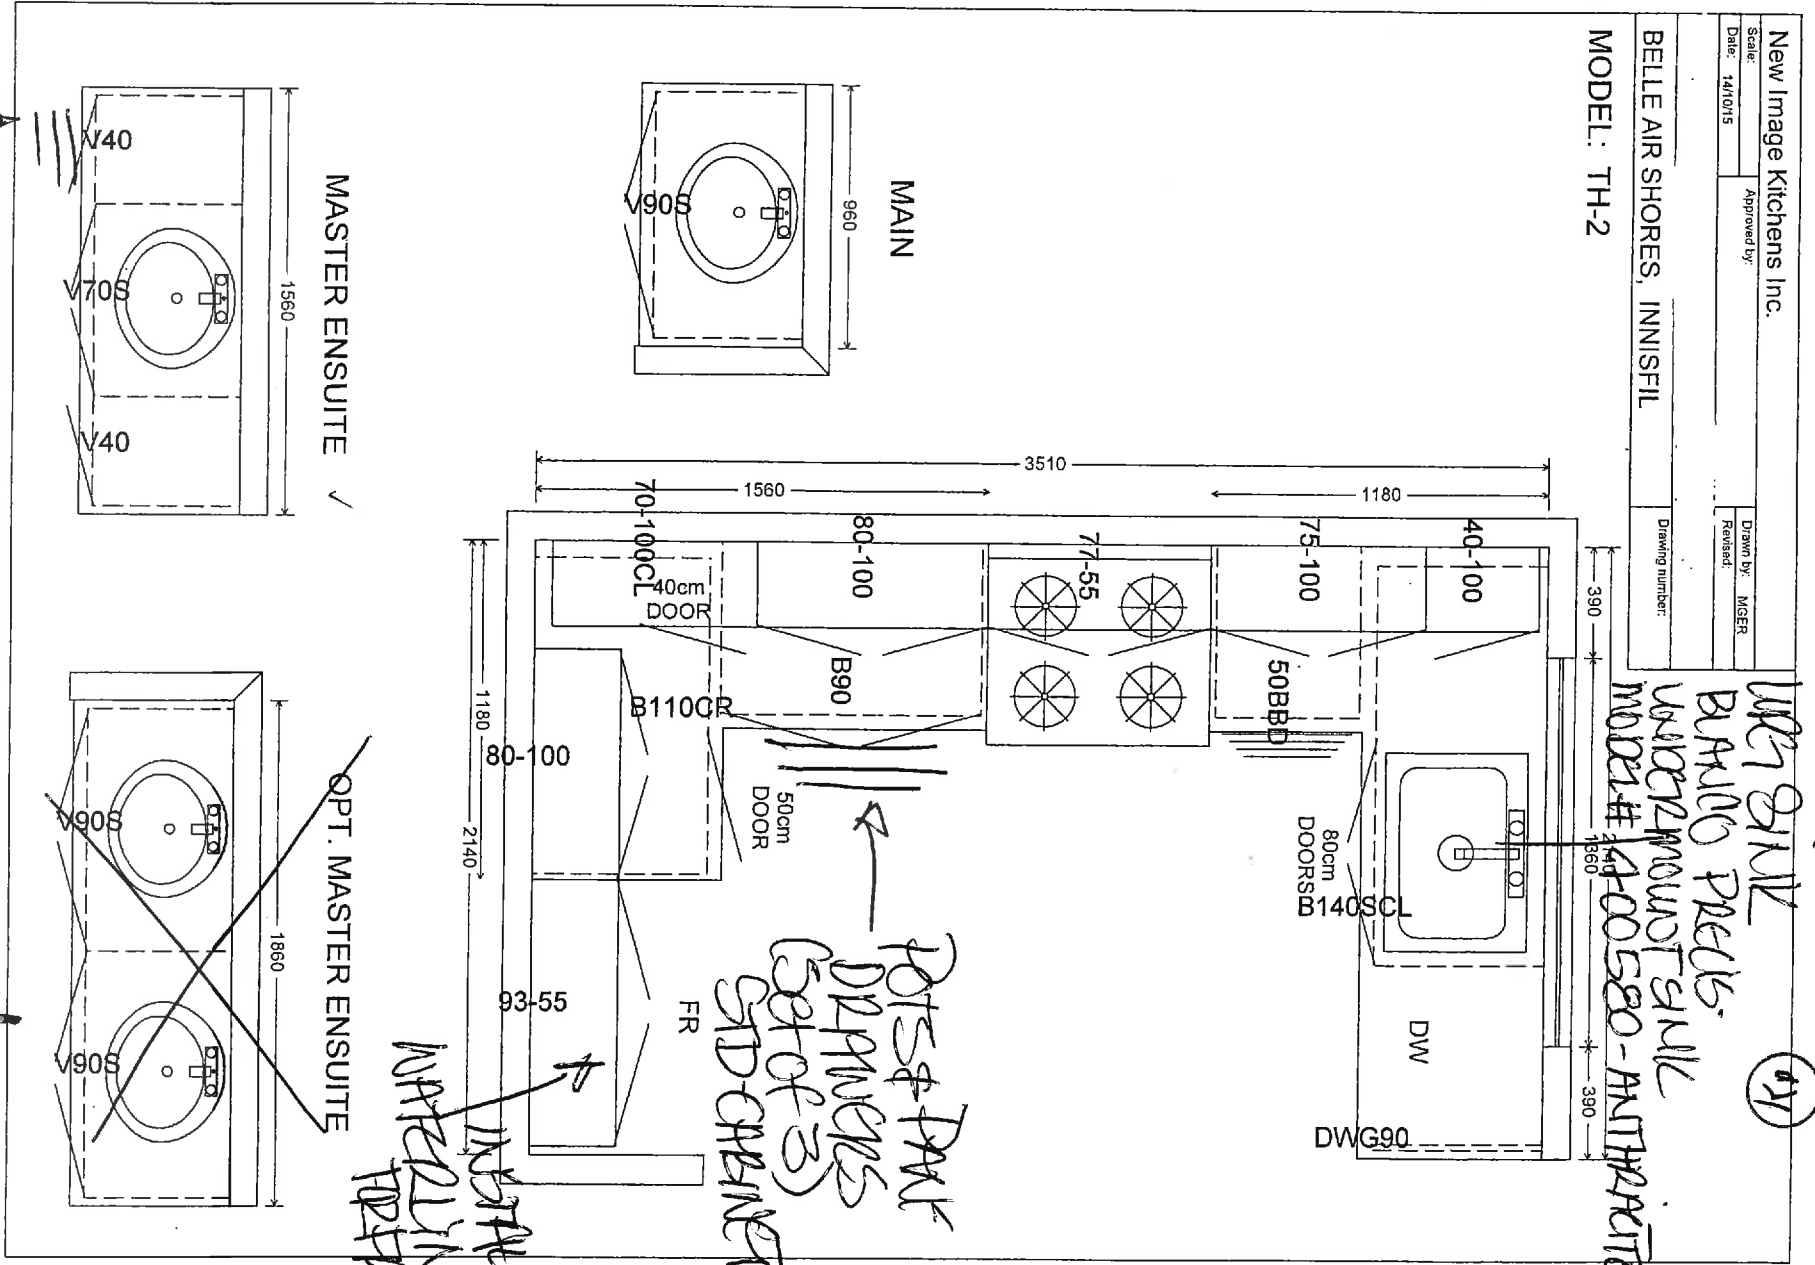 New Image Kitchens Inc.
Scale:
Approved by:
Drawn by: MGER
Date: 14/10/15
Revised:
BELLE AIR SHORES, INNISFIL
Drawing number:
MODEL: TH-2
SINK
BLANCO PRECIS.
UNDERMOUNT SINK
MODEL# 400580-ANTHRACITE
MAIN
960
V90S
MASTER ENSUITE ✓
1560
V40
V70S
V40
OPT. MASTER ENSUITE
1860
V90S
V90S
3510
1560
1180
70-100CL
80-100
77-55
75-100
40-100
390
1360
2140
390
40cm
DOOR
B90
50BBD
B110CR
80-100
1180
2140
50cm
DOOR
80cm
DOORS
B140SCL
DW
DWG90
93-55
FR
POTS & PAN
DRAWERS
(SET OF 3)
STD-CABINET